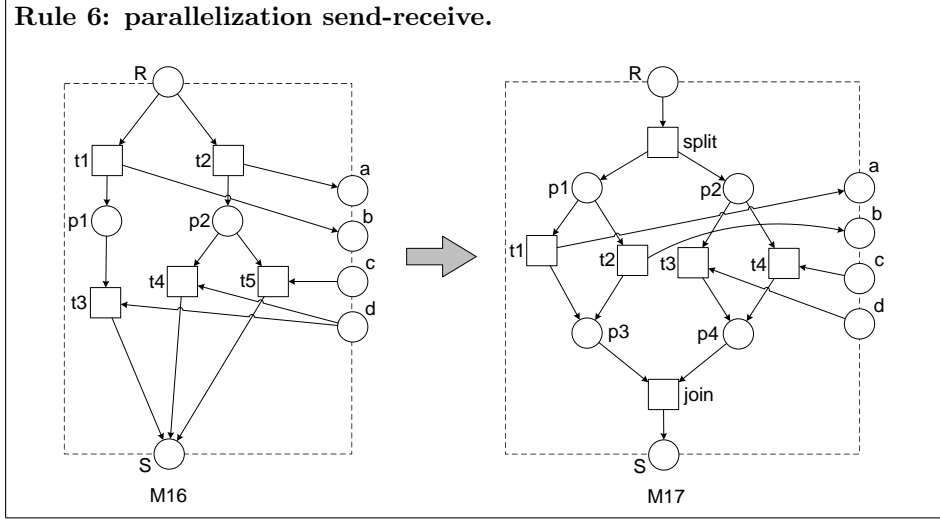 Rule 6: parallelization send-receive.
R
t1
t2
a
p1
p2
b
t4
t5
c
t3
d
S
M16
R
split
p1
p2
a
t1
t2
t3
t4
b
c
d
p3
p4
join
S
M17